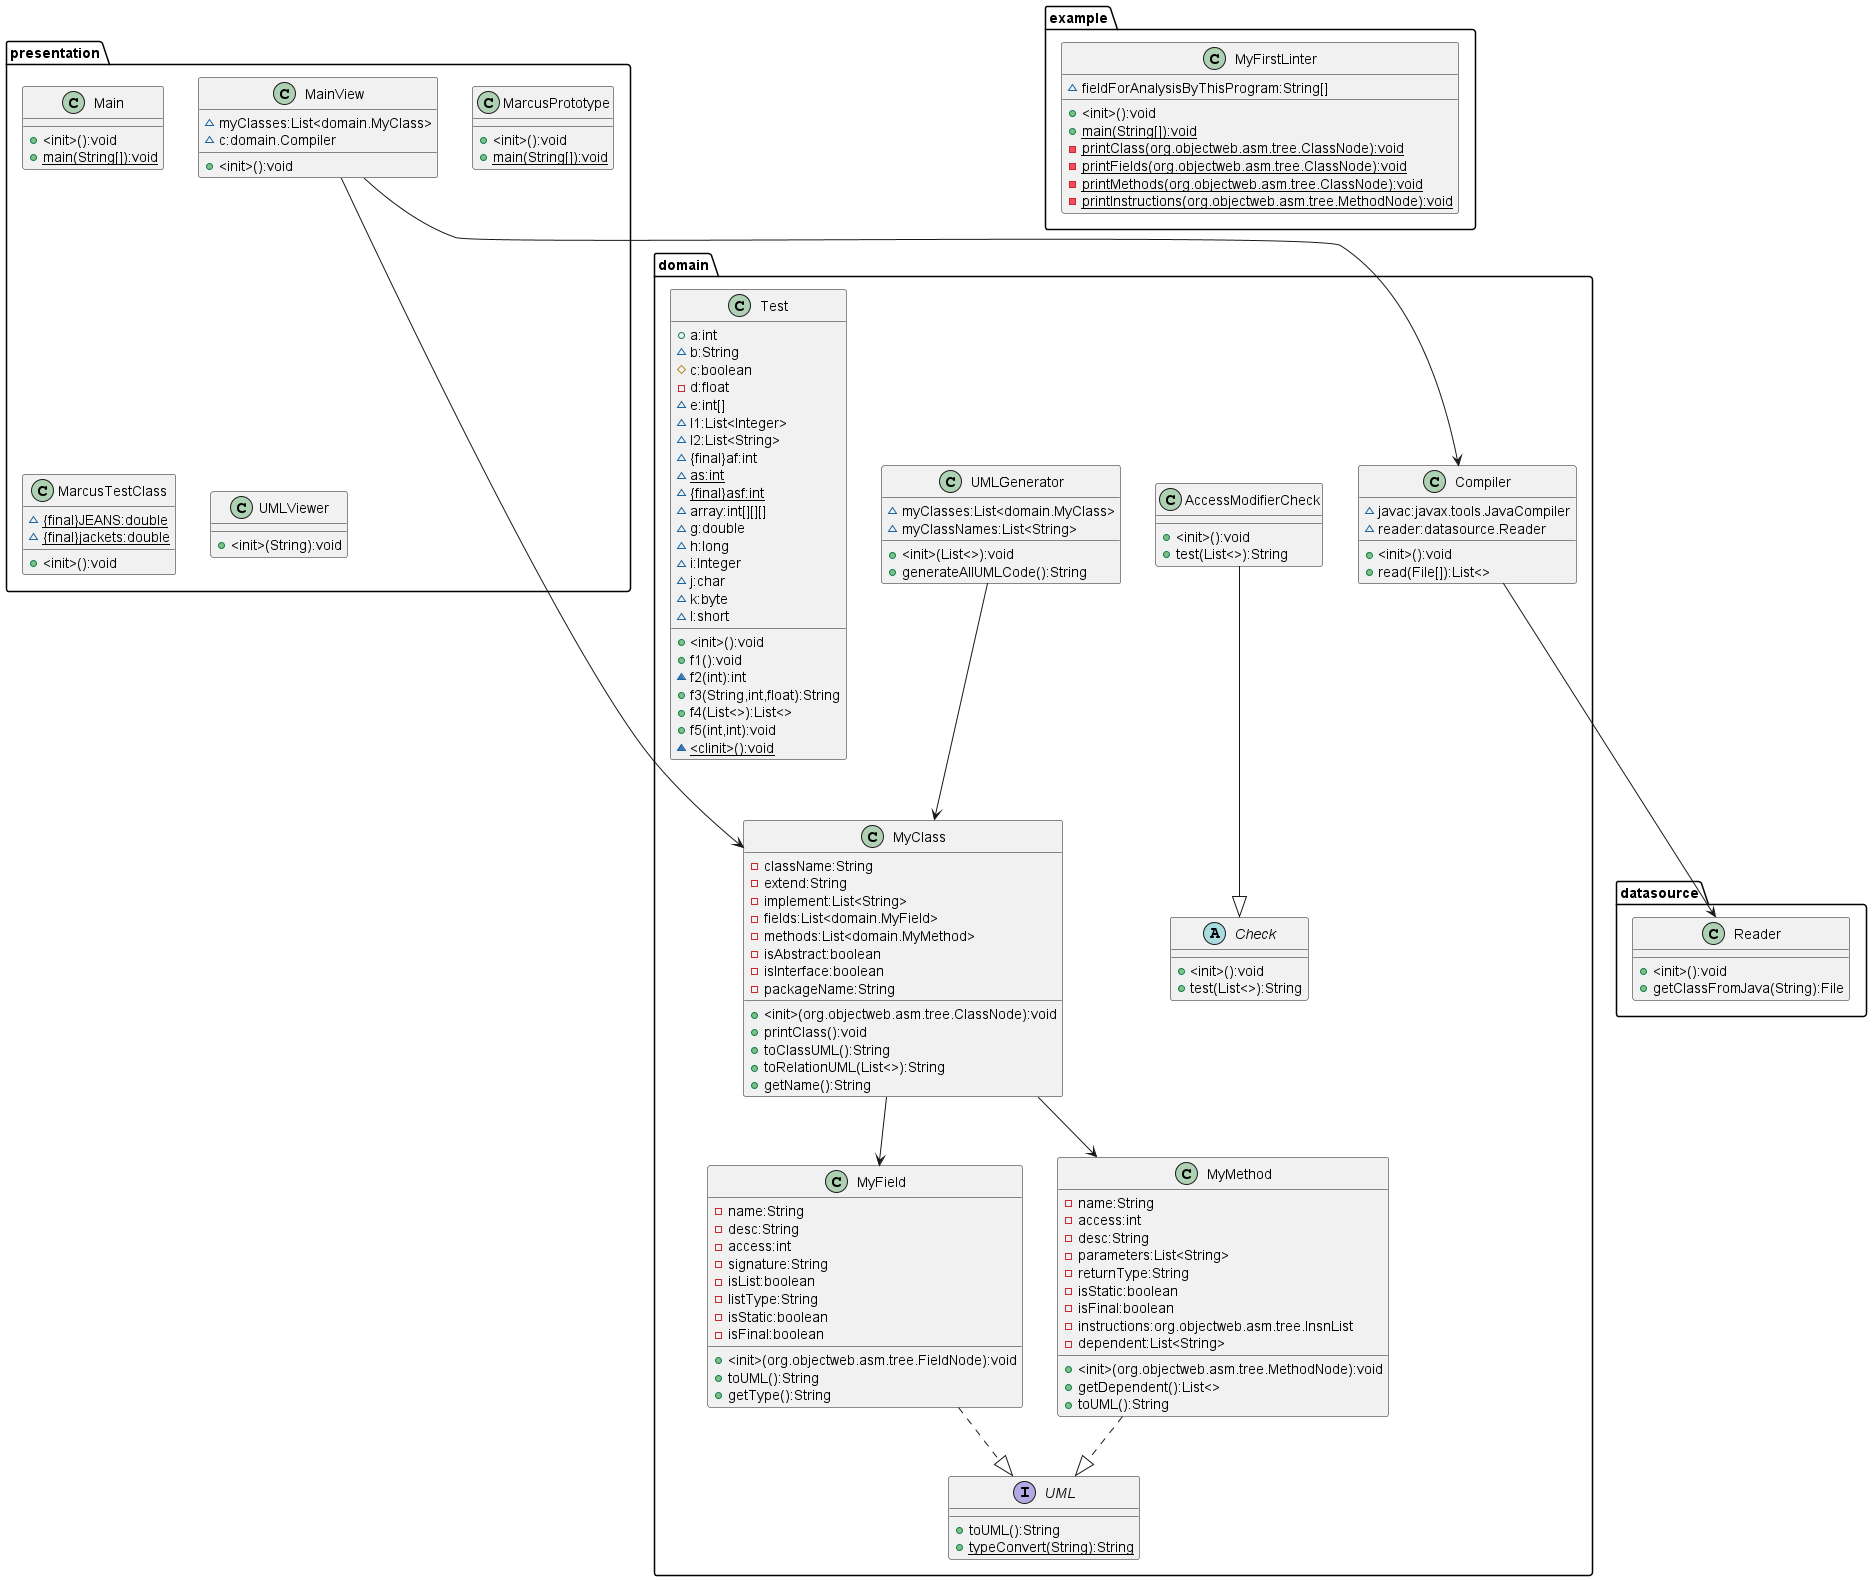 example
MyFirstLinter
fieldForAnalysisByThisProgram:String[]
<init>():void
main(String[]):void
printClass(org.objectweb.asm.tree.ClassNode):void
printFields(org.objectweb.asm.tree.ClassNode):void
printMethods(org.objectweb.asm.tree.ClassNode):void
printInstructions(org.objectweb.asm.tree.MethodNode):void
presentation
Main
<init>():void
main(String[]):void
MainView
myClasses:List<domain.MyClass>
c:domain.Compiler
<init>():void
MarcusPrototype
<init>():void
main(String[]):void
MarcusTestClass
{final}JEANS:double
{final}jackets:double
<init>():void
UMLViewer
<init>(String):void
domain
Test
a:int
b:String
c:boolean
d:float
e:int[]
l1:List<Integer>
l2:List<String>
{final}af:int
as:int
{final}asf:int
array:int[][][]
g:double
h:long
i:Integer
j:char
k:byte
l:short
<init>():void
f1():void
f2(int):int
f3(String,int,float):String
f4(List<>):List<>
f5(int,int):void
<clinit>():void
UMLGenerator
myClasses:List<domain.MyClass>
myClassNames:List<String>
<init>(List<>):void
generateAllUMLCode():String
AccessModifierCheck
<init>():void
test(List<>):String
Compiler
javac:javax.tools.JavaCompiler
reader:datasource.Reader
<init>():void
read(File[]):List<>
MyClass
className:String
extend:String
implement:List<String>
fields:List<domain.MyField>
methods:List<domain.MyMethod>
isAbstract:boolean
isInterface:boolean
packageName:String
<init>(org.objectweb.asm.tree.ClassNode):void
printClass():void
toClassUML():String
toRelationUML(List<>):String
getName():String
Check
<init>():void
test(List<>):String
datasource
Reader
<init>():void
getClassFromJava(String):File
MyField
name:String
desc:String
access:int
signature:String
isList:boolean
listType:String
isStatic:boolean
isFinal:boolean
<init>(org.objectweb.asm.tree.FieldNode):void
toUML():String
getType():String
MyMethod
name:String
access:int
desc:String
parameters:List<String>
returnType:String
isStatic:boolean
isFinal:boolean
instructions:org.objectweb.asm.tree.InsnList
dependent:List<String>
<init>(org.objectweb.asm.tree.MethodNode):void
getDependent():List<>
toUML():String
UML
toUML():String
typeConvert(String):String